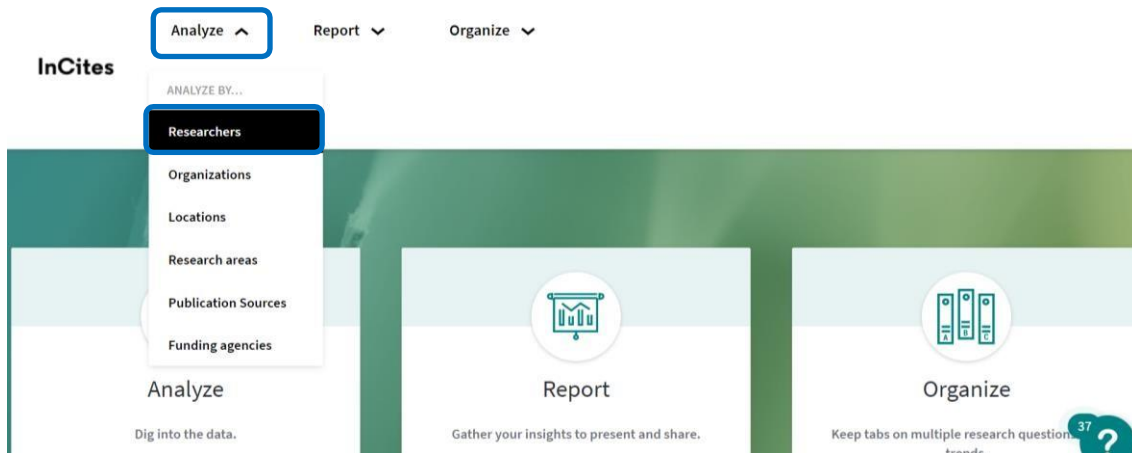 Analyze
Report
Organize
InCites
ANALYZE BY...
Researchers
Organizations
Locations
Research areas
Publication Sources
Funding agencies
Analyze
Report
Organize
Dig into the data.
Gather your insights to present and share.
Keep tabs on multiple research
37
?